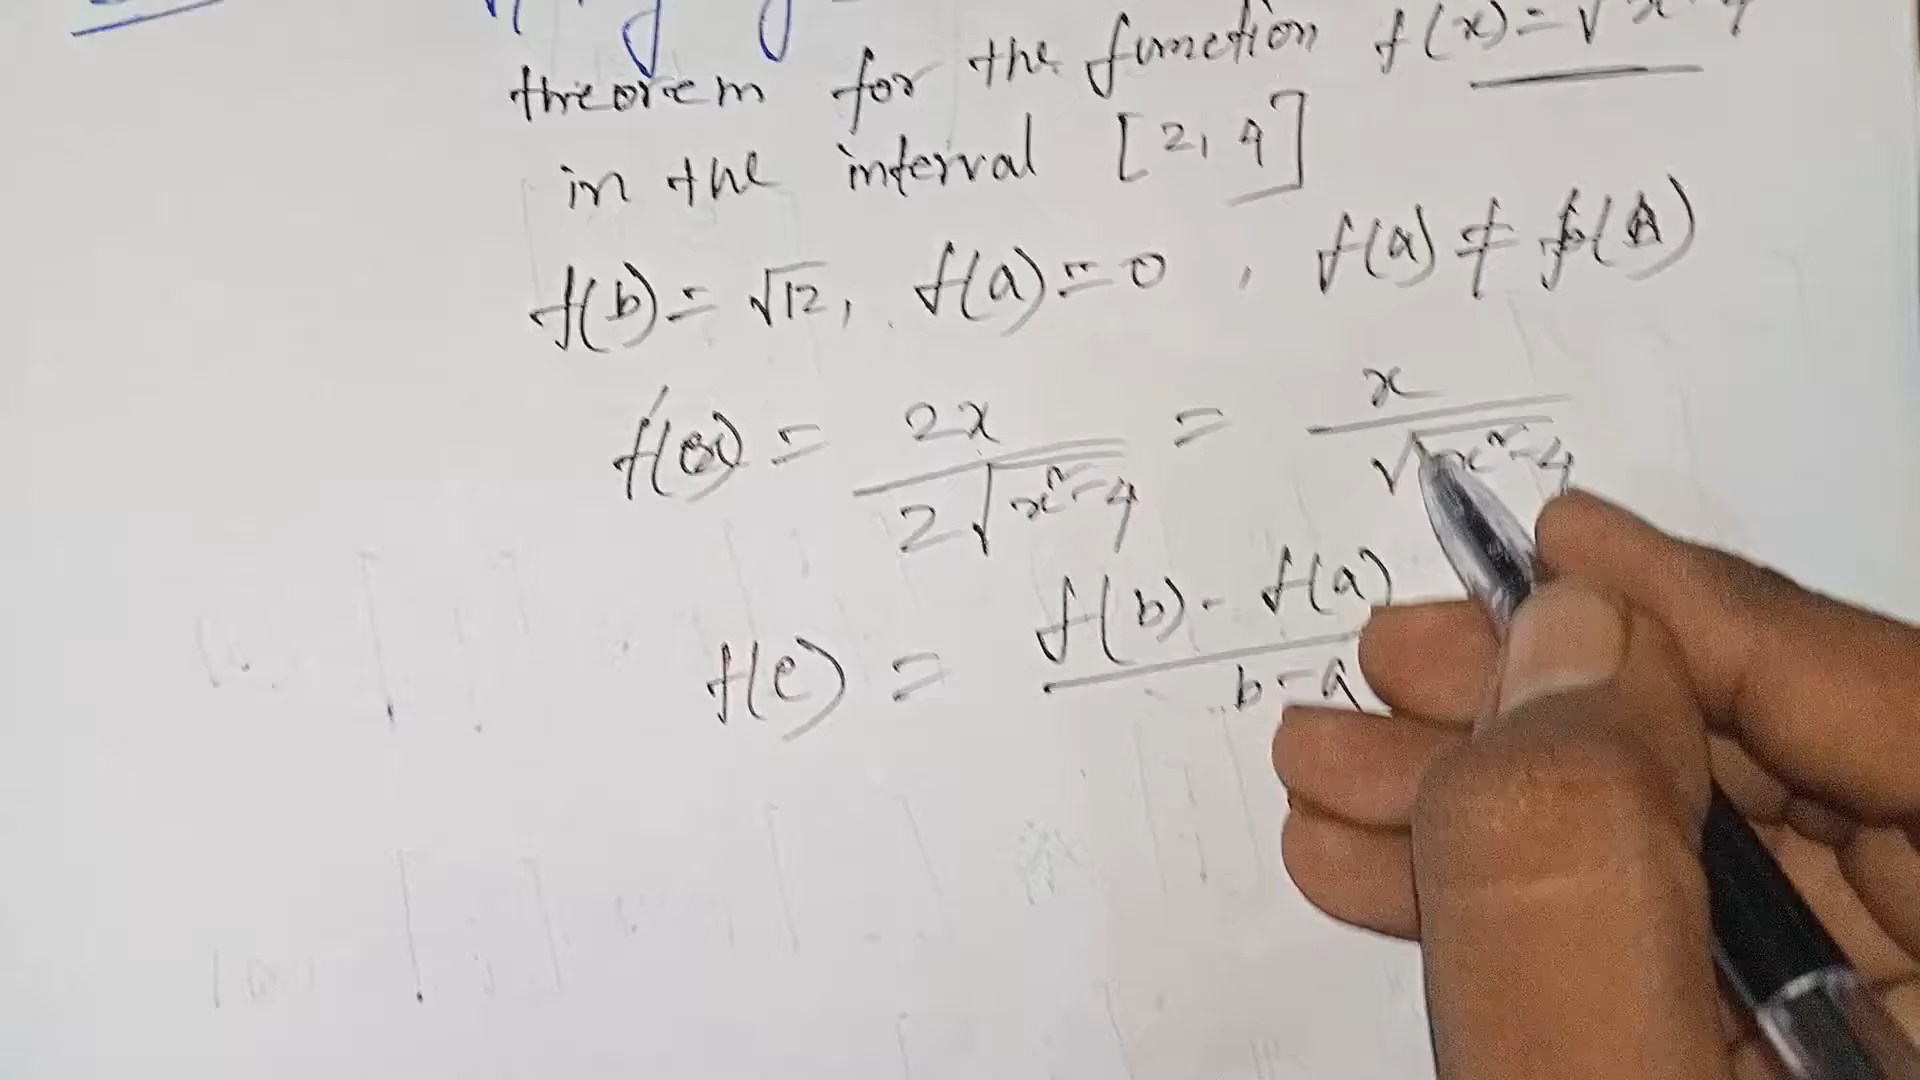 theorem for the function f(x)=√x²-4
in the interval [2, 4]
f(b) = √12, f(a) = 0, f(a) ≠ f(b)
f'(x) = 2x / 2√x²-4 = x / √x²-4
f(c) = f(b) - f(a) / b-a